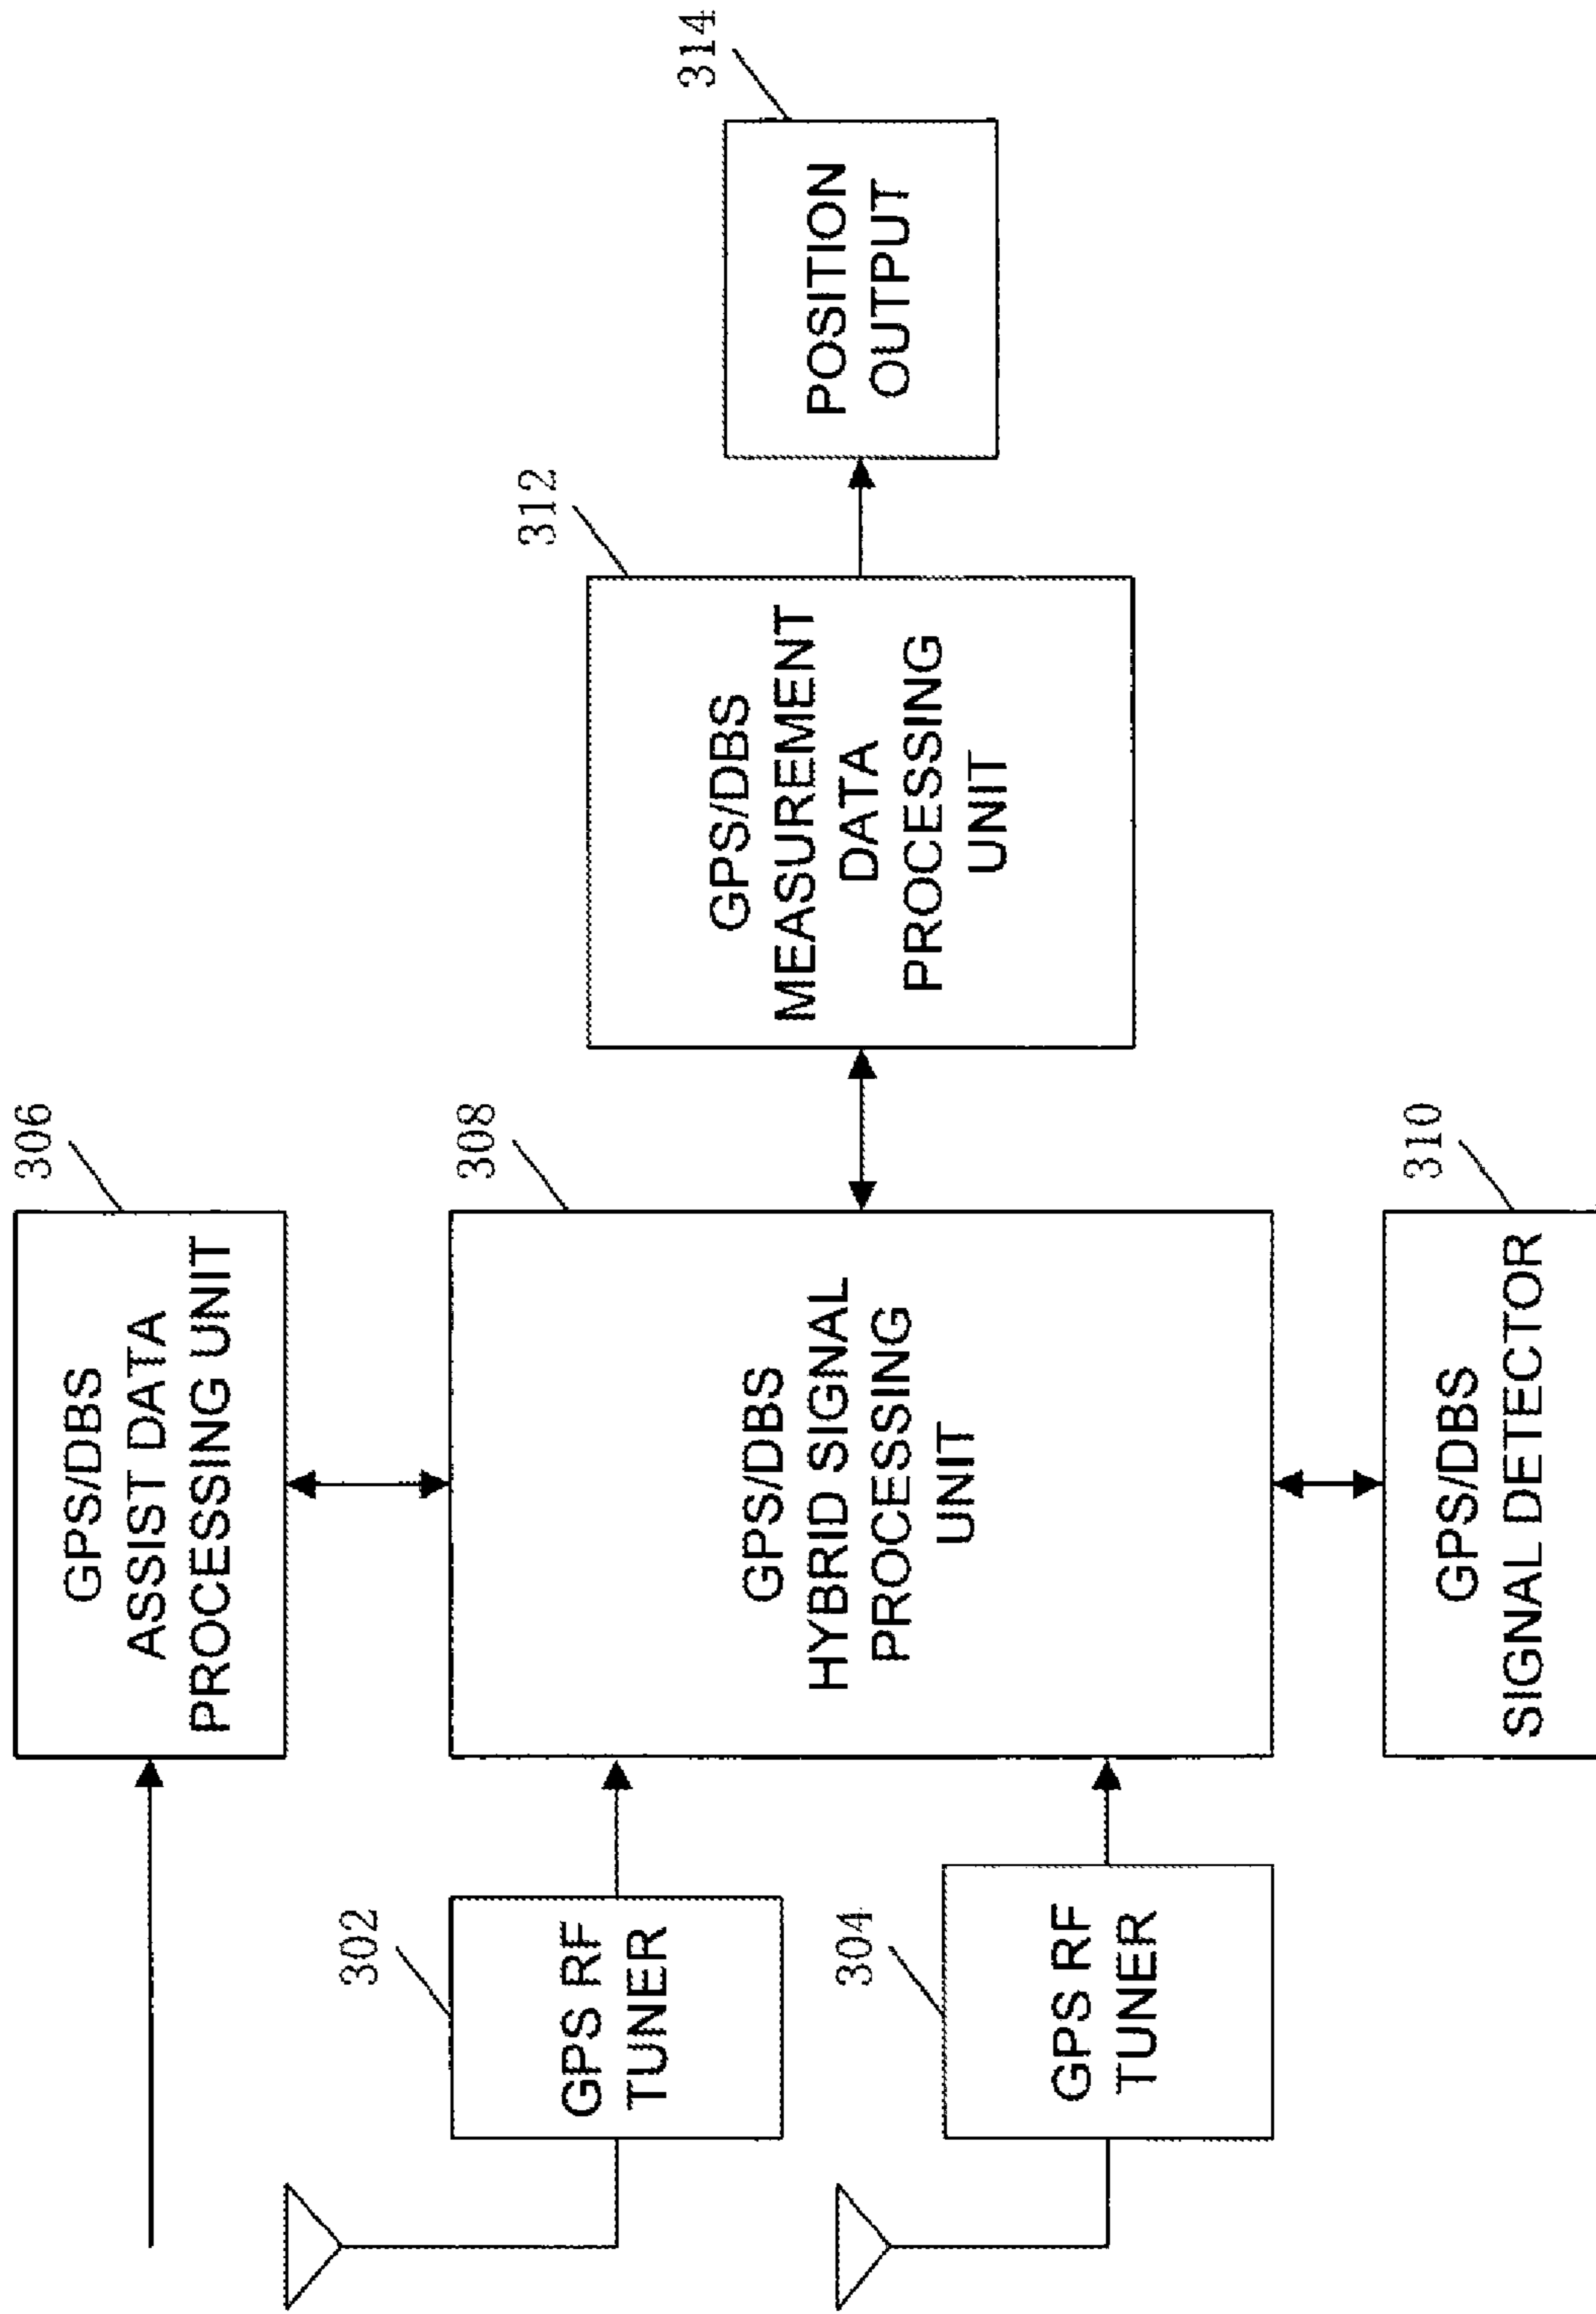 306
GPS/DBS
ASSIST DATA
PROCESSING UNIT
302
GPS RF
TUNER
304
GPS RF
TUNER
308
GPS/DBS
HYBRID SIGNAL
PROCESSING
UNIT
310
GPS/DBS
SIGNAL DETECTOR
312
GPS/DBS
MEASUREMENT
DATA
PROCESSING
UNIT
314
POSITION
OUTPUT